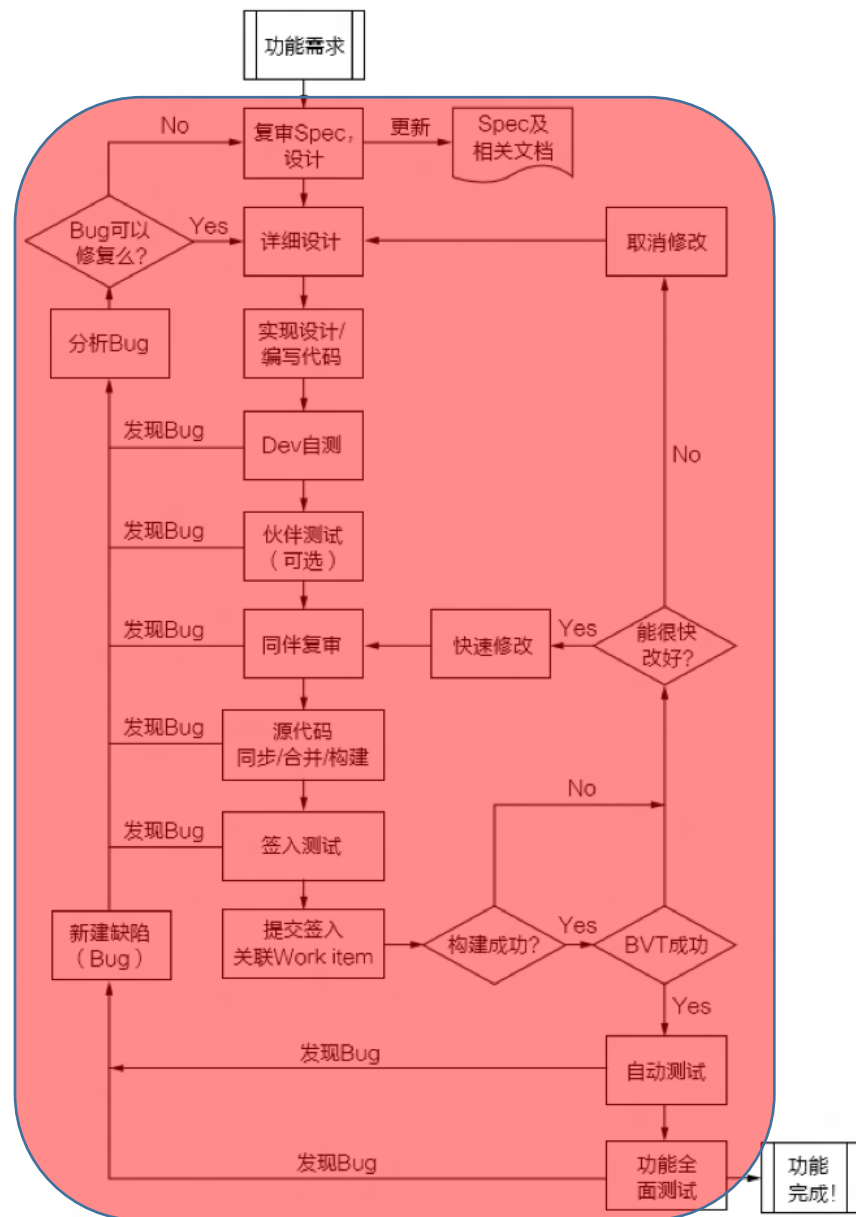 功能需求
No
复审Spec,
设计
更新
Spec及
相关文档
Bug可以
修复么?
Yes
详细设计
取消修改
分析Bug
实现设计/
编写代码
发现Bug
Dev自测
No
发现Bug
伙伴测试
(可选)
发现Bug
同伴复审
快速修改
Yes
能很快
改好?
发现Bug
源代码
同步/合并/构建
No
发现Bug
签入测试
新建缺陷
(Bug)
提交签入
关联Work item
构建成功?
Yes
BVT成功
Yes
发现Bug
自动测试
发现Bug
功能全
面测试
功能
完成!